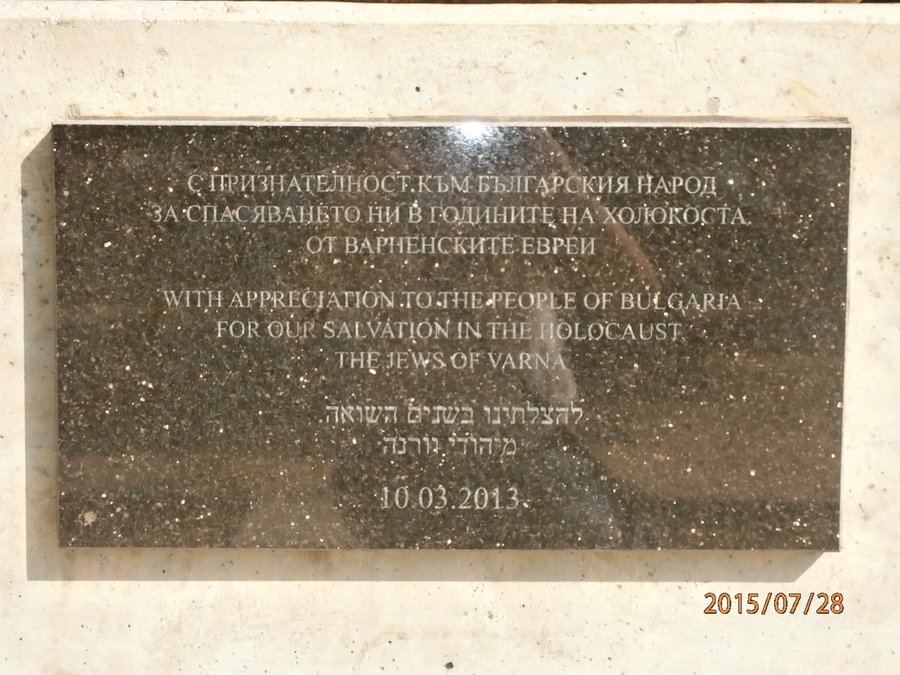 С ПРИЗНАТЕЛНОСТ КЪМ БЪЛГАРСКИЯ НАРОД
ЗА СПАСЯВАНЕТО НИ В ГОДИНИТЕ НА ХОЛОКОСТА
ОТ ВАРНЕНСКИТЕ ЕВРЕИ
WITH APPRECIATION TO THE PEOPLE OF BULGARIA
FOR OUR SALVATION IN THE HOLOCAUST
THE JEWS OF VARNA
להצלתינו בשנים השואה.
מיהודי וורנה
10.03.2013
2015/07/28